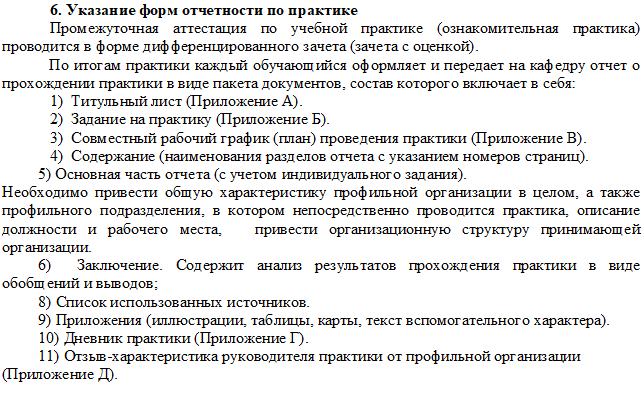 6. Указание форм отчетности по практике
Промежуточная аттестация по учебной практике (ознакомительная практика)
проводится в форме дифференцированного зачета (зачета с оценкой).
По итогам практики каждый обучающийся оформляет и передает на кафедру отчет о
прохождении практики в виде пакета документов, состав которого включает в себя:
1) Титульный лист (Приложение А).
2) Задание на практику (Приложение Б).
3) Совместный рабочий график (план) проведения практики (Приложение В).
4) Содержание (наименования разделов отчета с указанием номеров страниц).
5) Основная часть отчета (с учетом индивидуального задания).
Необходимо привести общую характеристику профильной организации в целом, а также
профильного подразделения, в котором непосредственно проводится практика, описание
должности и рабочего места, привести организационную структуру принимающей
организации.
6) Заключение. Содержит анализ результатов прохождения практики в виде
обобщений и выводов;
8) Список использованных источников.
9) Приложения (иллюстрации, таблицы, карты, текст вспомогательного характера).
10) Дневник практики (Приложение Г).
11) Отзыв-характеристика руководителя практики от профильной организации
(Приложение Д).